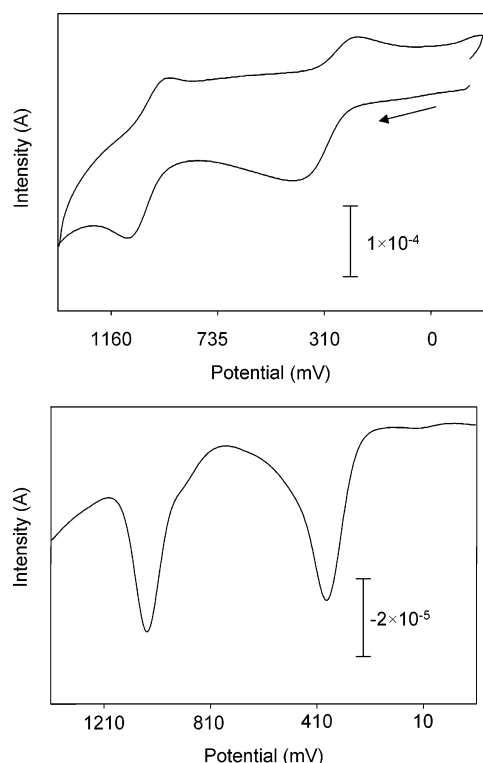 Intensity (A)
1×10⁻⁴
1160 735 310 0
Potential (mV)
Intensity (A)
-2×10⁻⁵
1210 810 410 10
Potential (mV)